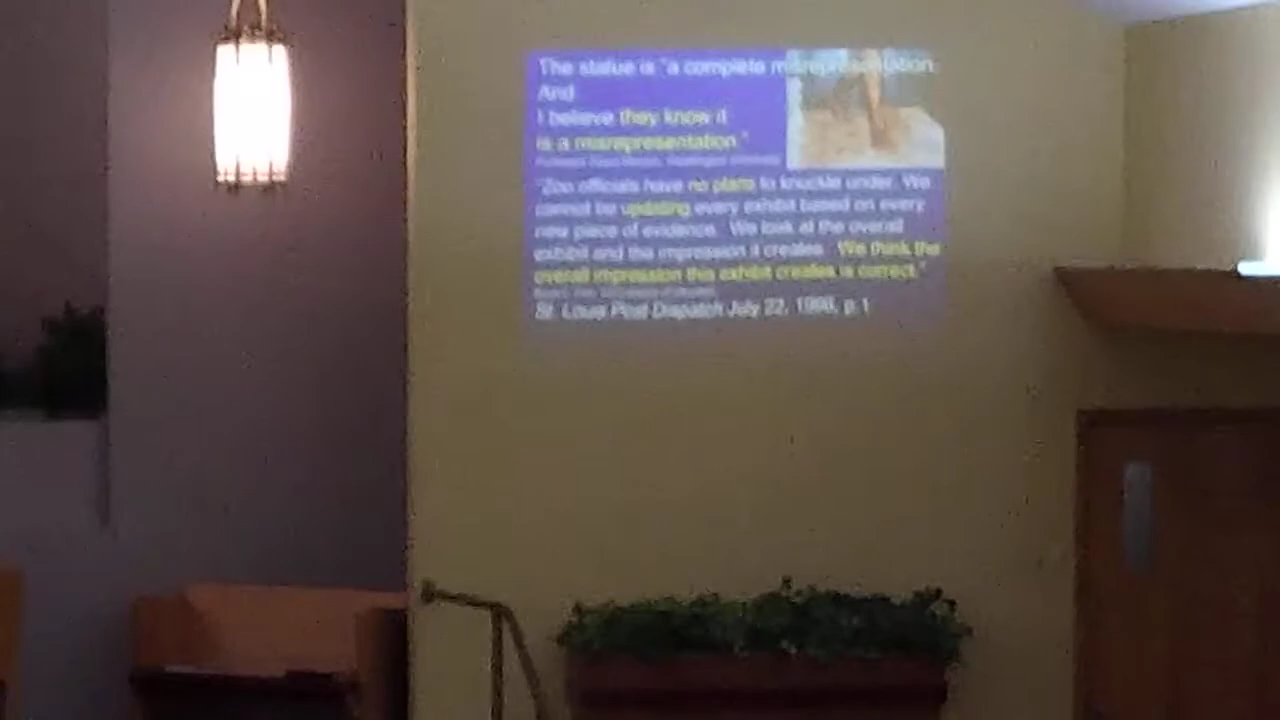 The statue is "a complete misrepresentation.
And
I believe they know it
is a misrepresentation."
"Zoo officials have no plans to knuckle under. We
cannot be updating every exhibit based on every
new piece of evidence. We look at the overall
exhibit and the impression it creates. We think the
overall impression this exhibit creates is correct."
St. Louis Post Dispatch July 22, 1996, p 1